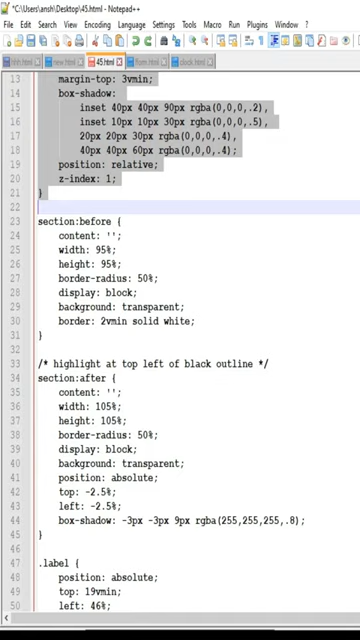 *C:\Users\ansh\Desktop\45.html - Notepad++
File Edit Search View Encoding Language Settings Tools Macro Run Plugins Window ?
new.html 45.html clock.html
13 margin-top: 3vmin;
14 box-shadow:
15 inset 40px 40px 90px rgba(0,0,0,.2),
16 inset 10px 10px 30px rgba(0,0,0,.5),
17 20px 20px 30px rgba(0,0,0,.4),
18 40px 40px 60px rgba(0,0,0,.4);
19 position: relative;
20 z-index: 1;
21 }
22
23 section:before {
24 content: '';
25 width: 95%;
26 height: 95%;
27 border-radius: 50%;
28 display: block;
29 background: transparent;
30 border: 2vmin solid white;
31 }
32
33 /* highlight at top left of black outline */
34 section:after {
35 content: '';
36 width: 105%;
37 height: 105%;
38 border-radius: 50%;
39 display: block;
40 background: transparent;
41 position: absolute;
42 top: -2.5%;
43 left: -2.5%;
44 box-shadow: -3px -3px 9px rgba(255,255,255,.8);
45 }
46
47 .label {
48 position: absolute;
49 top: 19vmin;
50 left: 46%;